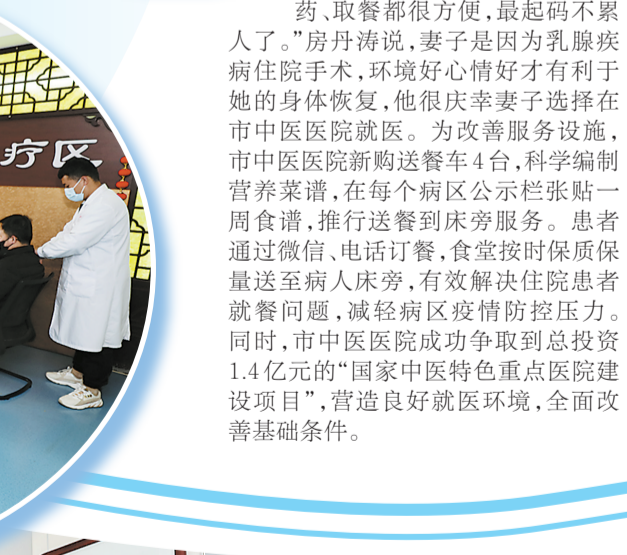 药、取餐都很方便,最起码不累
人了。”房丹涛说,妻子是因为乳腺疾
病住院手术,环境好心情好才有利于
她的身体恢复,他很庆幸妻子选择在
市中医医院就医。为改善服务设施,
市中医医院新购送餐车4台,科学编制
营养菜谱,在每个病区公示栏张贴一
周食谱,推行送餐到床旁服务。患者
通过微信、电话订餐,食堂按时保质保
量送至病人床旁,有效解决住院患者
就餐问题,减轻病区疫情防控压力。
同时,市中医医院成功争取到总投资
1.4亿元的“国家中医特色重点医院建
设项目”,营造良好就医环境,全面改
善基础条件。
疗区